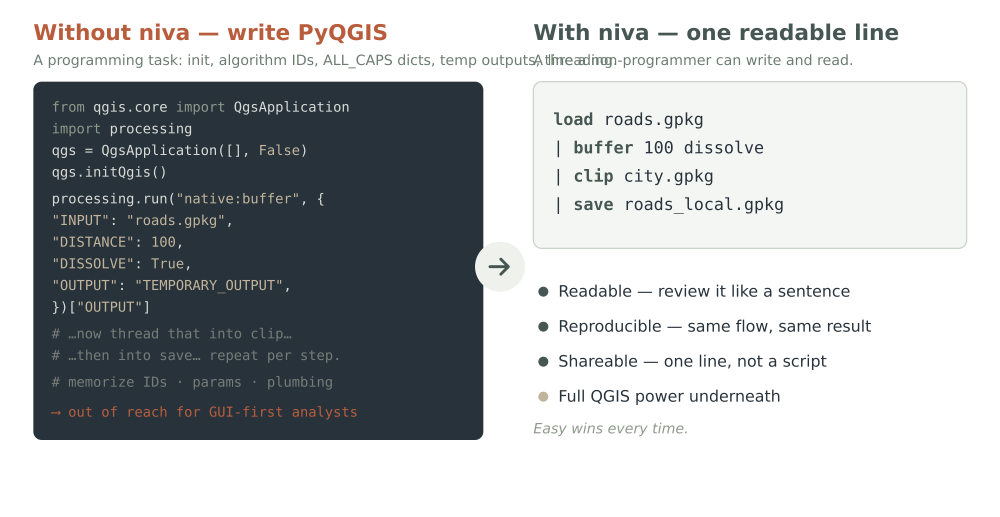 Without niva — write PyQGIS
A programming task: init, algorithm IDs, ALL_CAPS dicts, temp outputs, threading.
from qgis.core import QgsApplication
import processing
qgs = QgsApplication([], False)
qgs.initQgis()
processing.run("native:buffer", {
"INPUT": "roads.gpkg",
"DISTANCE": 100,
"DISSOLVE": True,
"OUTPUT": "TEMPORARY_OUTPUT",
})["OUTPUT"]
# …now thread that into clip…
# …then into save… repeat per step.
# memorize IDs · params · plumbing
→ out of reach for GUI-first analysts
→
With niva — one readable line
A line a non-programmer can write and read.
load roads.gpkg
| buffer 100 dissolve
| clip city.gpkg
| save roads_local.gpkg
● Readable — review it like a sentence
● Reproducible — same flow, same result
● Shareable — one line, not a script
● Full QGIS power underneath
Easy wins every time.